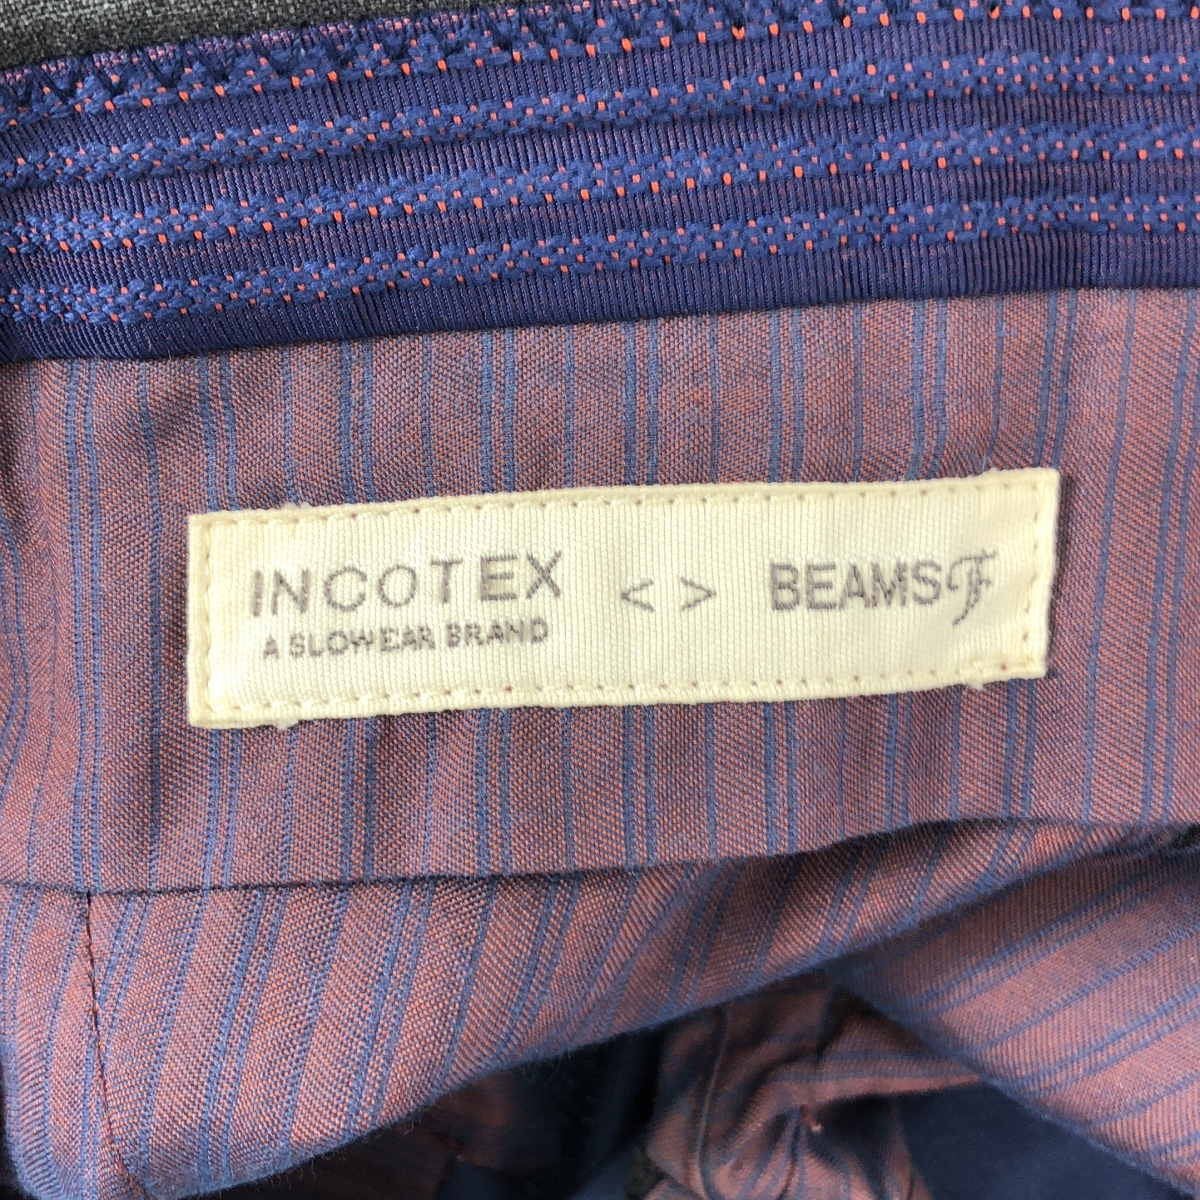 INCOTEX < > BEAMS F
A SLOWEAR BRAND